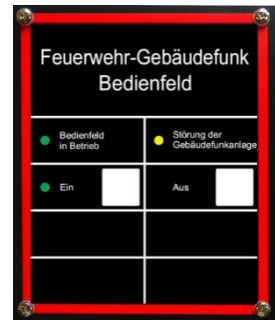 Feuerwehr-Gebäudefunk
Bedienfeld
Bedienfeld
in Betrieb
Störung der
Gebäudefunkanlage
Ein
Aus